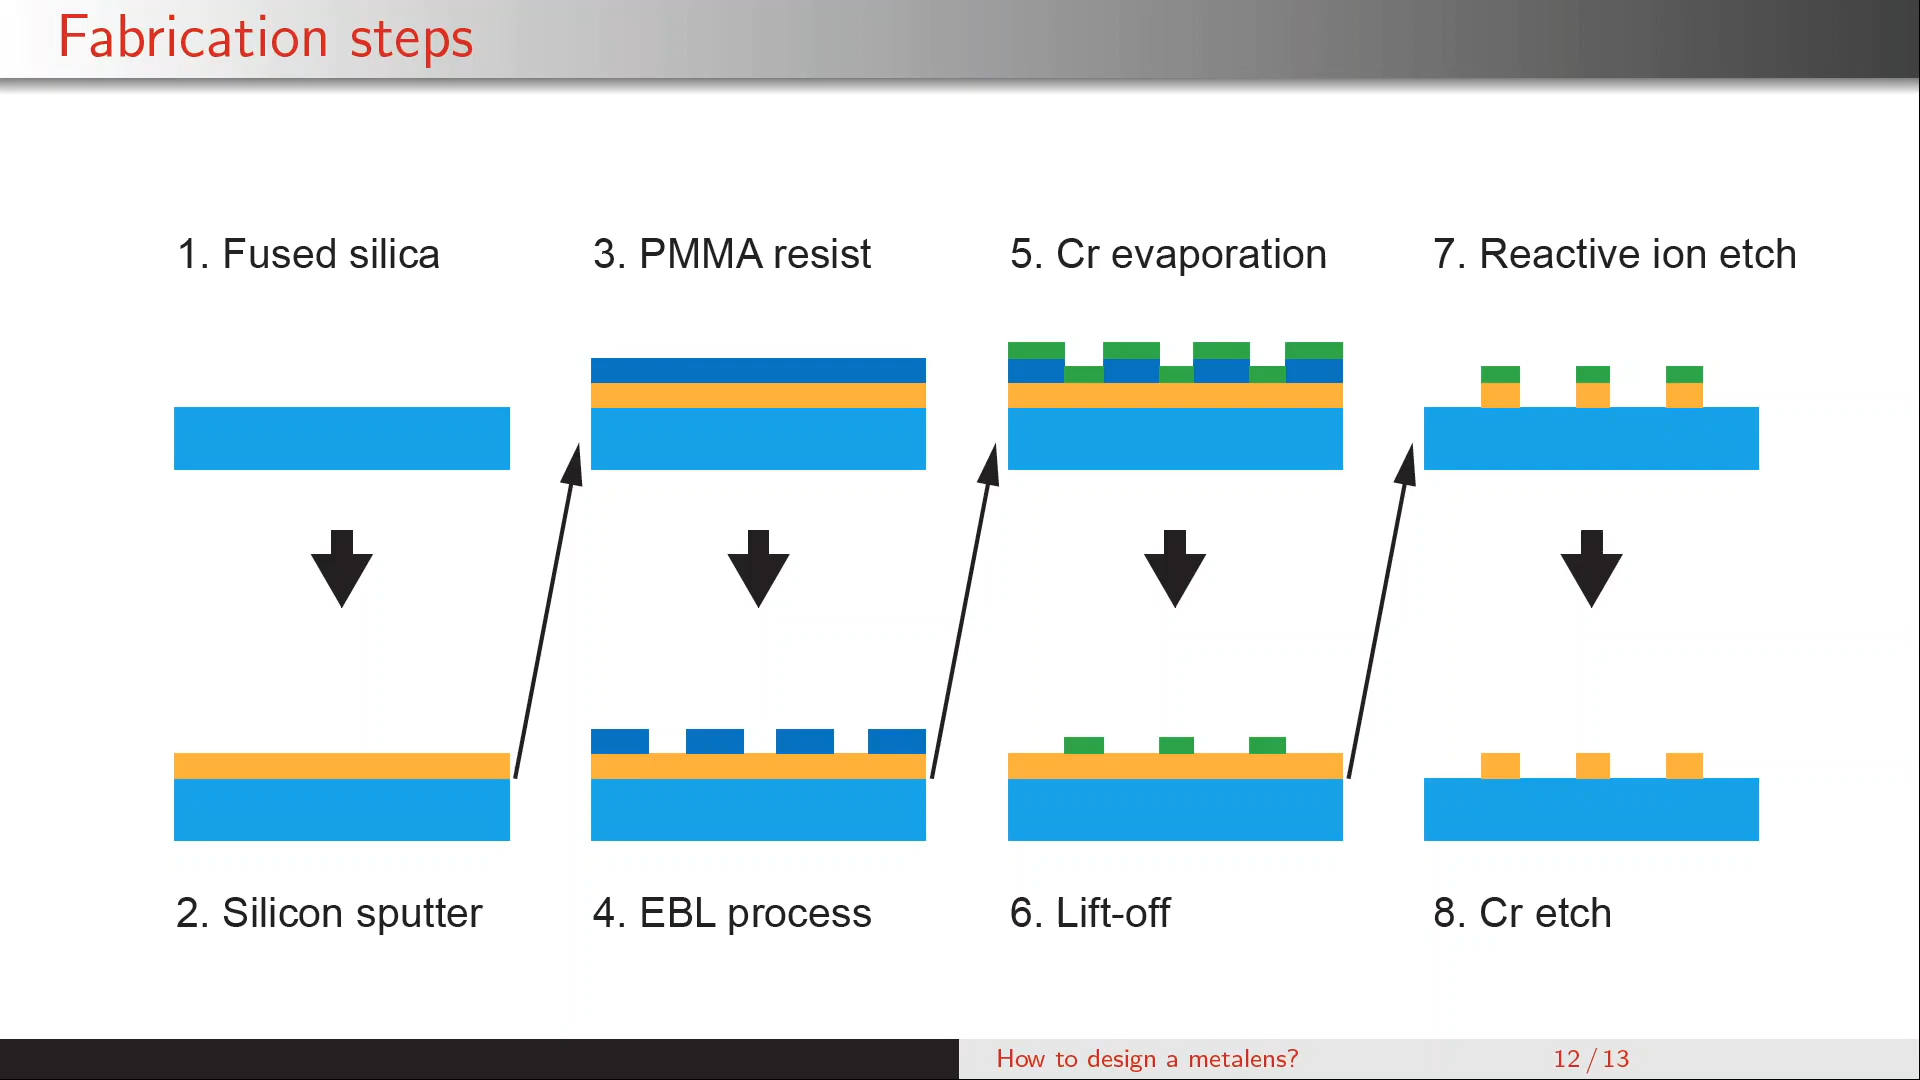 Fabrication steps
1. Fused silica
2. Silicon sputter
3. PMMA resist
4. EBL process
5. Cr evaporation
6. Lift-off
7. Reactive ion etch
8. Cr etch
How to design a metalens?
12 / 13